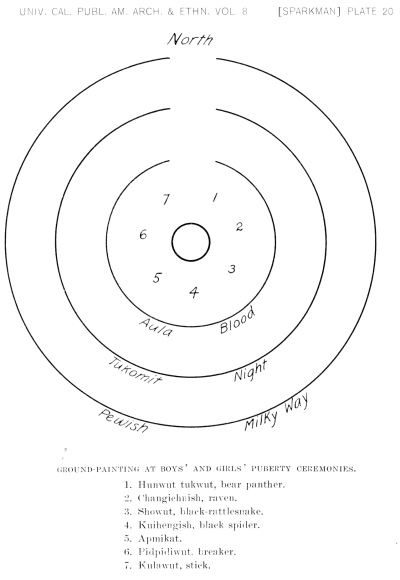 UNIV. CAL. PUBL. AM. ARCH. & ETHN. VOL. 8 [SPARKMAN] PLATE 20
North
7 1
6 2
5 3
4
Aula Blood
Tukomit Night
Pewish Milky Way
GROUND-PAINTING AT BOYS' AND GIRLS' PUBERTY CEREMONIES.
1. Hunwut tukwut, bear panther.
2. Changichnish, raven.
3. Showut, black-rattlesnake.
4. Kuihengish, black spider.
5. Apmikat.
6. Pidpidiwut, breaker.
7. Kulawut, stick.